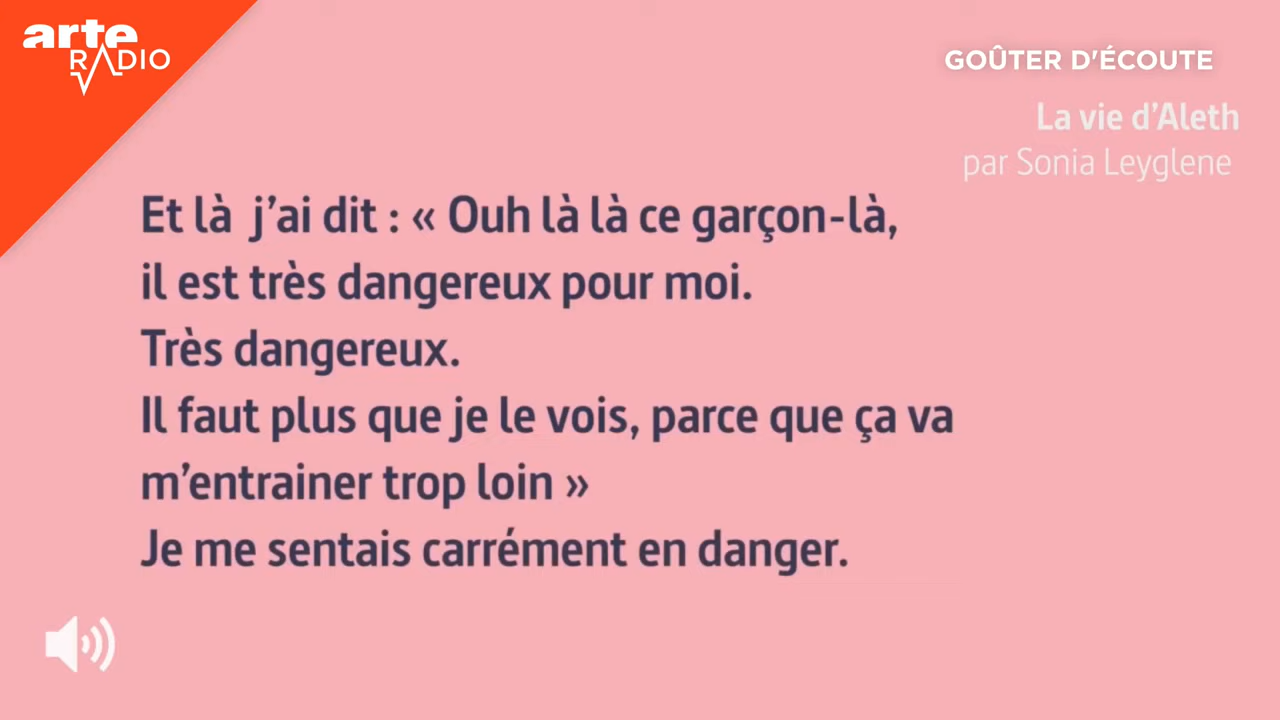 arte
RADIO
GOÛTER D'ÉCOUTE
La vie d’Aleth
par Sonia Leyglene
Et là j’ai dit : « Ouh là là ce garçon-là,
il est très dangereux pour moi.
Très dangereux.
Il faut plus que je le vois, parce que ça va
m’entrainer trop loin »
Je me sentais carrément en danger.